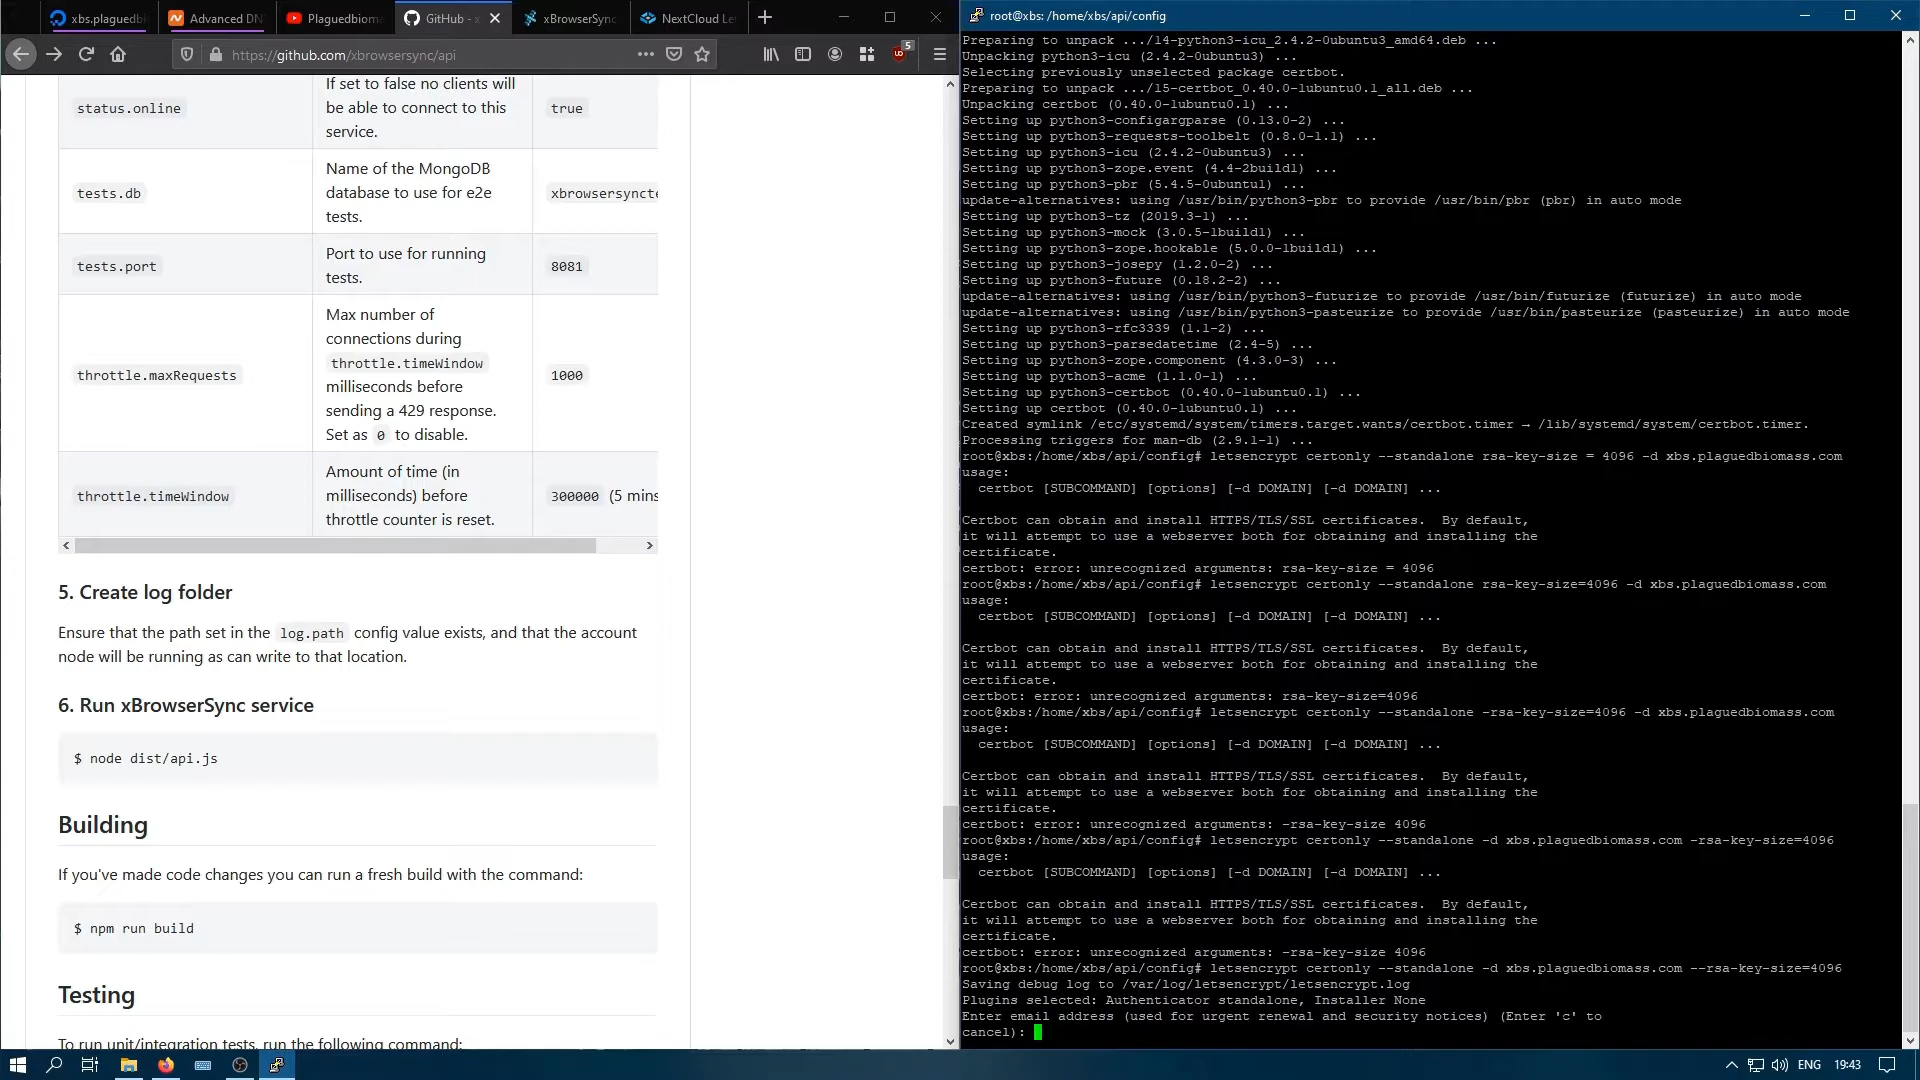 xbs.plaguedbi
Advanced DN
Plaguedbiom
GitHub - x
xBrowserSync
NextCloud Le
https://github.com/xbrowsersync/api
5
status.online
If set to false no clients will
be able to connect to this
service.
true
tests.db
Name of the MongoDB
database to use for e2e
tests.
xbrowsersyncte
tests.port
Port to use for running
tests.
8081
throttle.maxRequests
Max number of
connections during
throttle.timeWindow
milliseconds before
sending a 429 response.
Set as 0 to disable.
1000
throttle.timeWindow
Amount of time (in
milliseconds) before
throttle counter is reset.
300000 (5 mins
5. Create log folder
Ensure that the path set in the log.path config value exists, and that the account
node will be running as can write to that location.
6. Run xBrowserSync service
$ node dist/api.js
Building
If you've made code changes you can run a fresh build with the command:
$ npm run build
Testing
To run unit/integration tests, run the following command:
root@xbs: /home/xbs/api/config
Preparing to unpack .../14-python3-icu_2.4.2-0ubuntu3_amd64.deb ...
Unpacking python3-icu (2.4.2-0ubuntu3) ...
Selecting previously unselected package certbot.
Preparing to unpack .../15-certbot_0.40.0-1ubuntu0.1_all.deb ...
Unpacking certbot (0.40.0-1ubuntu0.1) ...
Setting up python3-configargparse (0.13.0-2) ...
Setting up python3-requests-toolbelt (0.8.0-1.1) ...
Setting up python3-icu (2.4.2-0ubuntu3) ...
Setting up python3-zope.event (4.4-2build1) ...
Setting up python3-pbr (5.4.5-0ubuntu1) ...
update-alternatives: using /usr/bin/python3-pbr to provide /usr/bin/pbr (pbr) in auto mode
Setting up python3-tz (2019.3-1) ...
Setting up python3-mock (3.0.5-1build1) ...
Setting up python3-zope.hookable (5.0.0-1build1) ...
Setting up python3-josepy (1.2.0-2) ...
Setting up python3-future (0.18.2-2) ...
update-alternatives: using /usr/bin/python3-futurize to provide /usr/bin/futurize (futurize) in auto mode
update-alternatives: using /usr/bin/python3-pasteurize to provide /usr/bin/pasteurize (pasteurize) in auto mode
Setting up python3-rfc3339 (1.1-2) ...
Setting up python3-parsedatetime (2.4-5) ...
Setting up python3-zope.component (4.3.0-3) ...
Setting up python3-acme (1.1.0-1) ...
Setting up python3-certbot (0.40.0-1ubuntu0.1) ...
Setting up certbot (0.40.0-1ubuntu0.1) ...
Created symlink /etc/systemd/system/timers.target.wants/certbot.timer → /lib/systemd/system/certbot.timer.
Processing triggers for man-db (2.9.1-1) ...
root@xbs:/home/xbs/api/config# letsencrypt certonly --standalone rsa-key-size = 4096 -d xbs.plaguedbiomass.com
usage:
certbot [SUBCOMMAND] [options] [-d DOMAIN] [-d DOMAIN] ...
Certbot can obtain and install HTTPS/TLS/SSL certificates. By default,
it will attempt to use a webserver both for obtaining and installing the
certificate.
certbot: error: unrecognized arguments: rsa-key-size = 4096
root@xbs:/home/xbs/api/config# letsencrypt certonly --standalone rsa-key-size=4096 -d xbs.plaguedbiomass.com
usage:
certbot [SUBCOMMAND] [options] [-d DOMAIN] [-d DOMAIN] ...
Certbot can obtain and install HTTPS/TLS/SSL certificates. By default,
it will attempt to use a webserver both for obtaining and installing the
certificate.
certbot: error: unrecognized arguments: rsa-key-size=4096
root@xbs:/home/xbs/api/config# letsencrypt certonly --standalone -rsa-key-size=4096 -d xbs.plaguedbiomass.com
usage:
certbot [SUBCOMMAND] [options] [-d DOMAIN] [-d DOMAIN] ...
Certbot can obtain and install HTTPS/TLS/SSL certificates. By default,
it will attempt to use a webserver both for obtaining and installing the
certificate.
certbot: error: unrecognized arguments: -rsa-key-size 4096
root@xbs:/home/xbs/api/config# letsencrypt certonly --standalone -d xbs.plaguedbiomass.com -rsa-key-size=4096
usage:
certbot [SUBCOMMAND] [options] [-d DOMAIN] [-d DOMAIN] ...
Certbot can obtain and install HTTPS/TLS/SSL certificates. By default,
it will attempt to use a webserver both for obtaining and installing the
certificate.
certbot: error: unrecognized arguments: -rsa-key-size 4096
root@xbs:/home/xbs/api/config# letsencrypt certonly --standalone -d xbs.plaguedbiomass.com --rsa-key-size=4096
Saving debug log to /var/log/letsencrypt/letsencrypt.log
Plugins selected: Authenticator standalone, Installer None
Enter email address (used for urgent renewal and security notices) (Enter 'c' to
cancel):
ENG
19:43